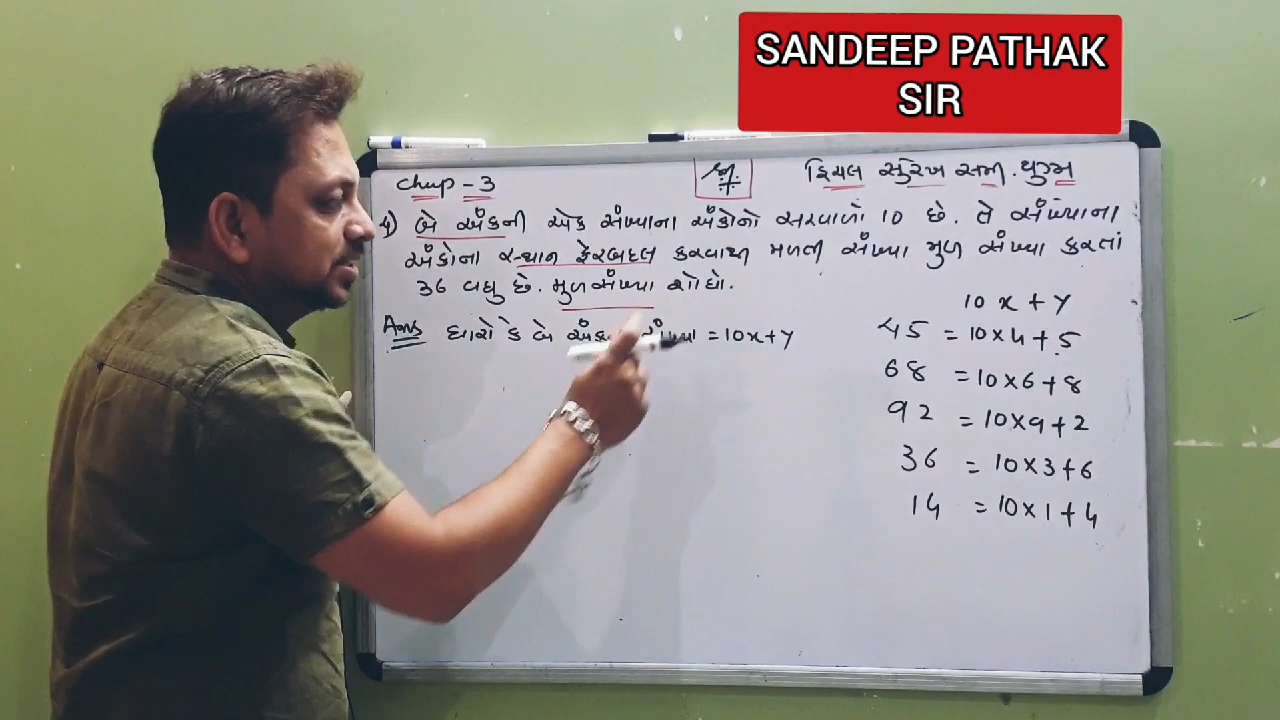 SANDEEP PATHAK
SIR
Chap - 3
દ્વિચલ સુરેખ સમી. યુગ્મ
બે અંકની એક સંખ્યાના અંકોનો સરવાળો 10 છે. તે સંખ્યાના
અંકોના સ્થાન ફેરબદલ કરવાથી મળતી સંખ્યા મુળ સંખ્યા કરતાં
36 વધુ છે. મુળસંખ્યા શોધો.
Ans ધારો કે બે = 10x+y
10 x + y
45 = 10×4+5
68 = 10×6+8
92 = 10×9+2
36 = 10×3+6
14 = 10×1+4